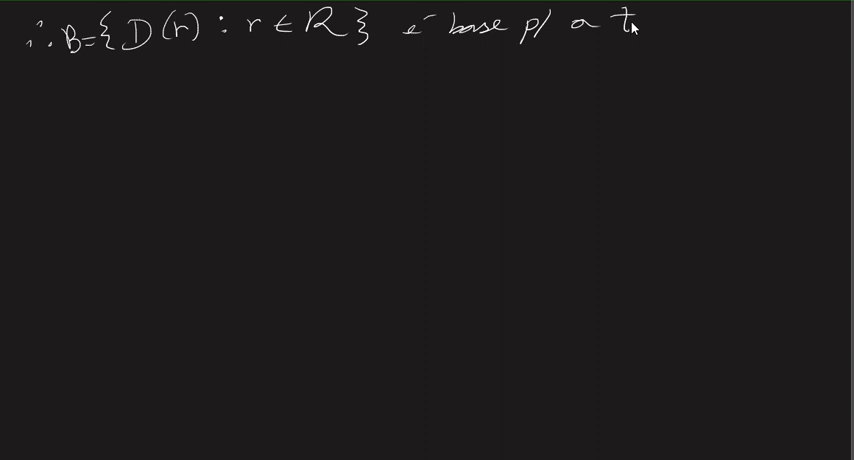 ∴ B={D(r) : r ∈ R} é base p/ a t